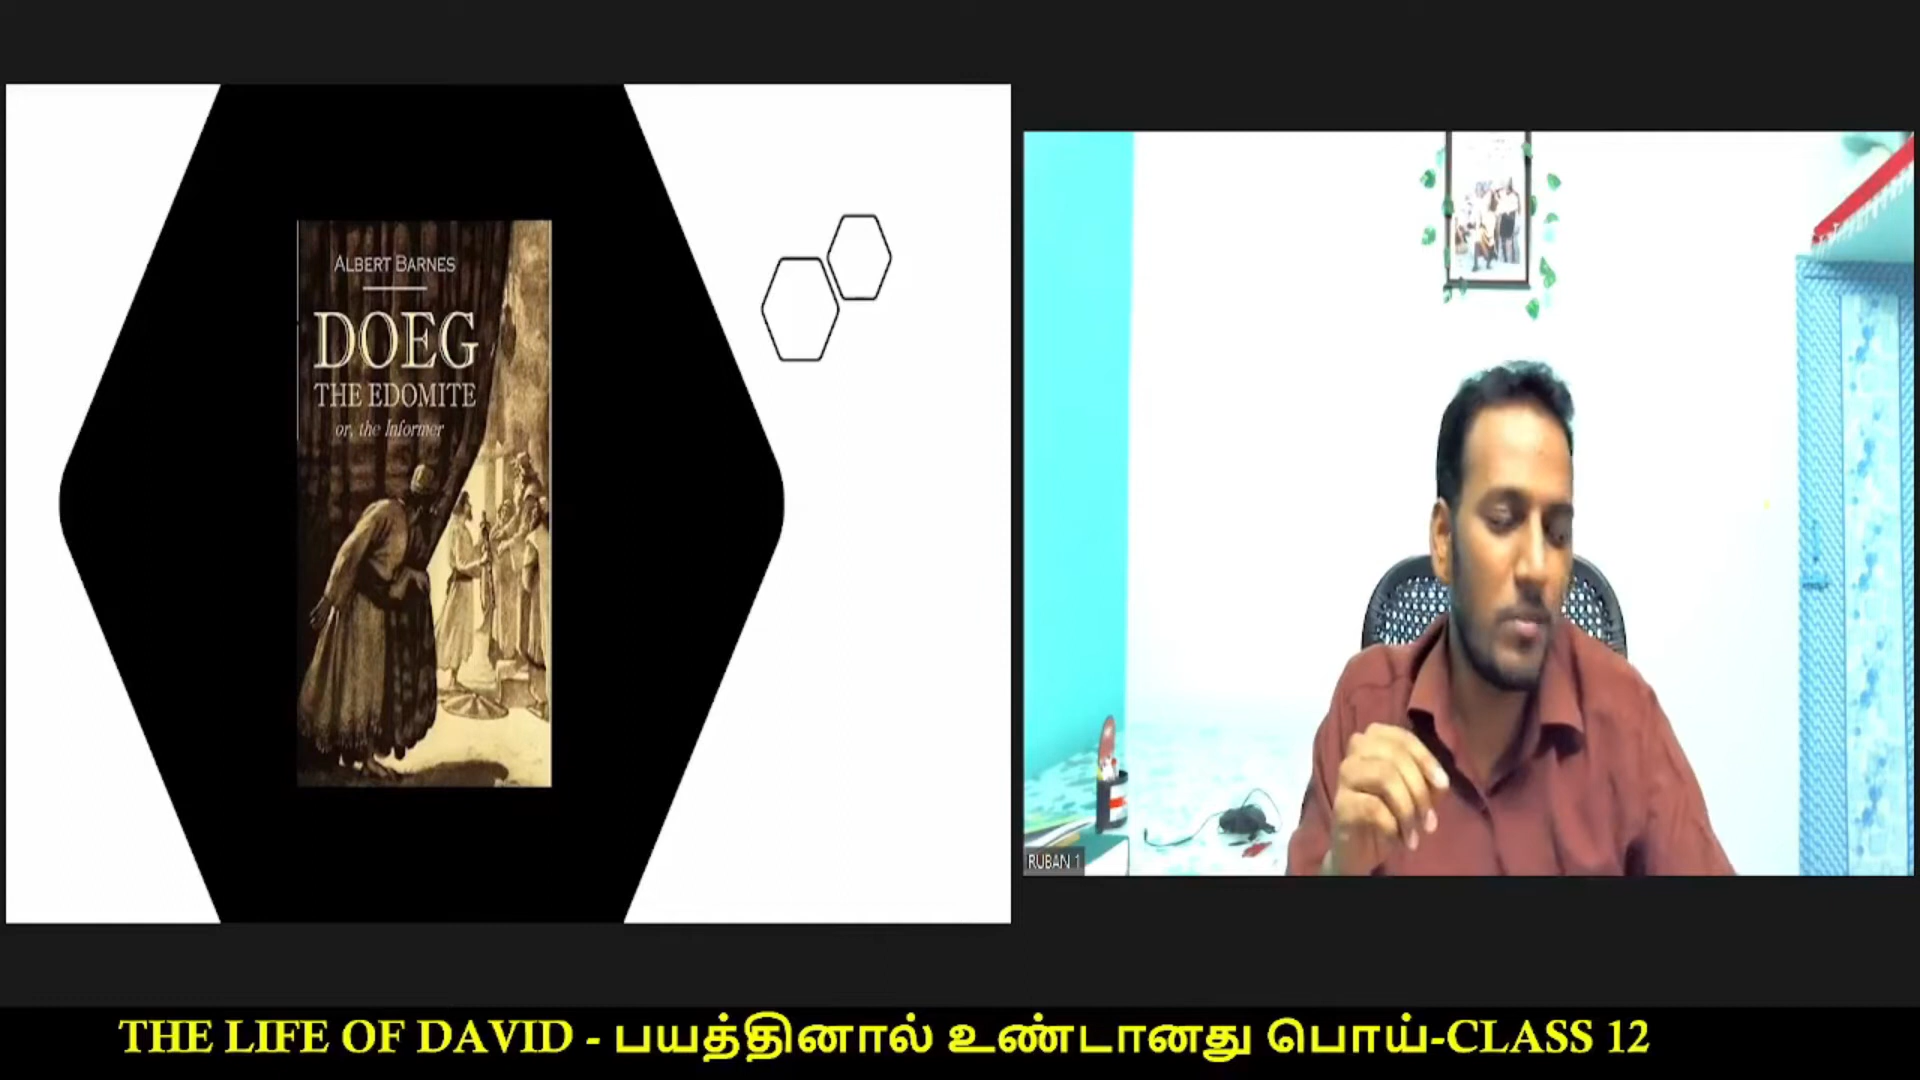 ALBERT BARNES
DOEG
THE EDOMITE
or, the Informer
RUBAN 1
THE LIFE OF DAVID - பயத்தினால் உண்டானது பொய்-CLASS 12